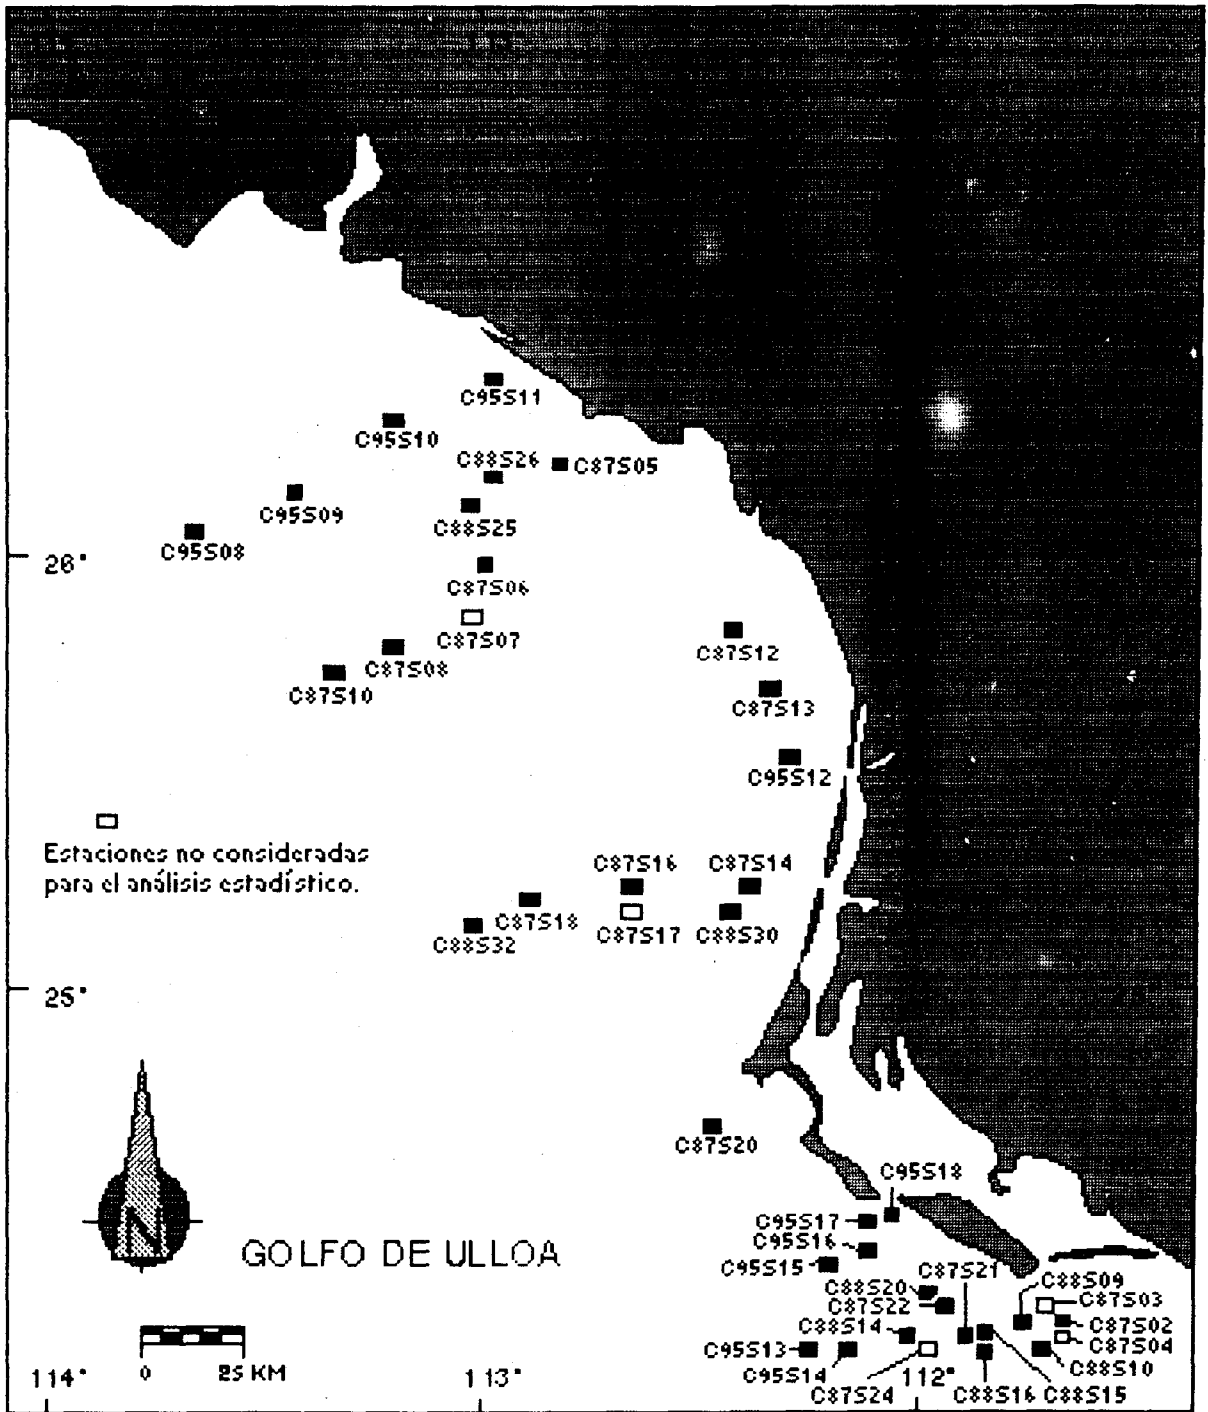 C95S11
C95S10
C88S26
C87S05
C95S09
C88S25
C95S08
26°
C87S06
C87S07
C87S08
C87S12
C87S10
C87S13
C95S12
Estaciones no consideradas
para el análisis estadístico.
C87S16
C87S14
C87S18
C88S32
C87S17
C88S30
25°
C87S20
C95S18
C95S17
C95S16
C95S15
N
GOLFO DE ULLOA
C87S21
C88S09
C88S20
C87S03
C87S22
C87S02
C88S14
C87S04
C95S13
C95S14
C88S10
0 25 KM
114°
113°
112°
C87S24
C88S16
C88S15